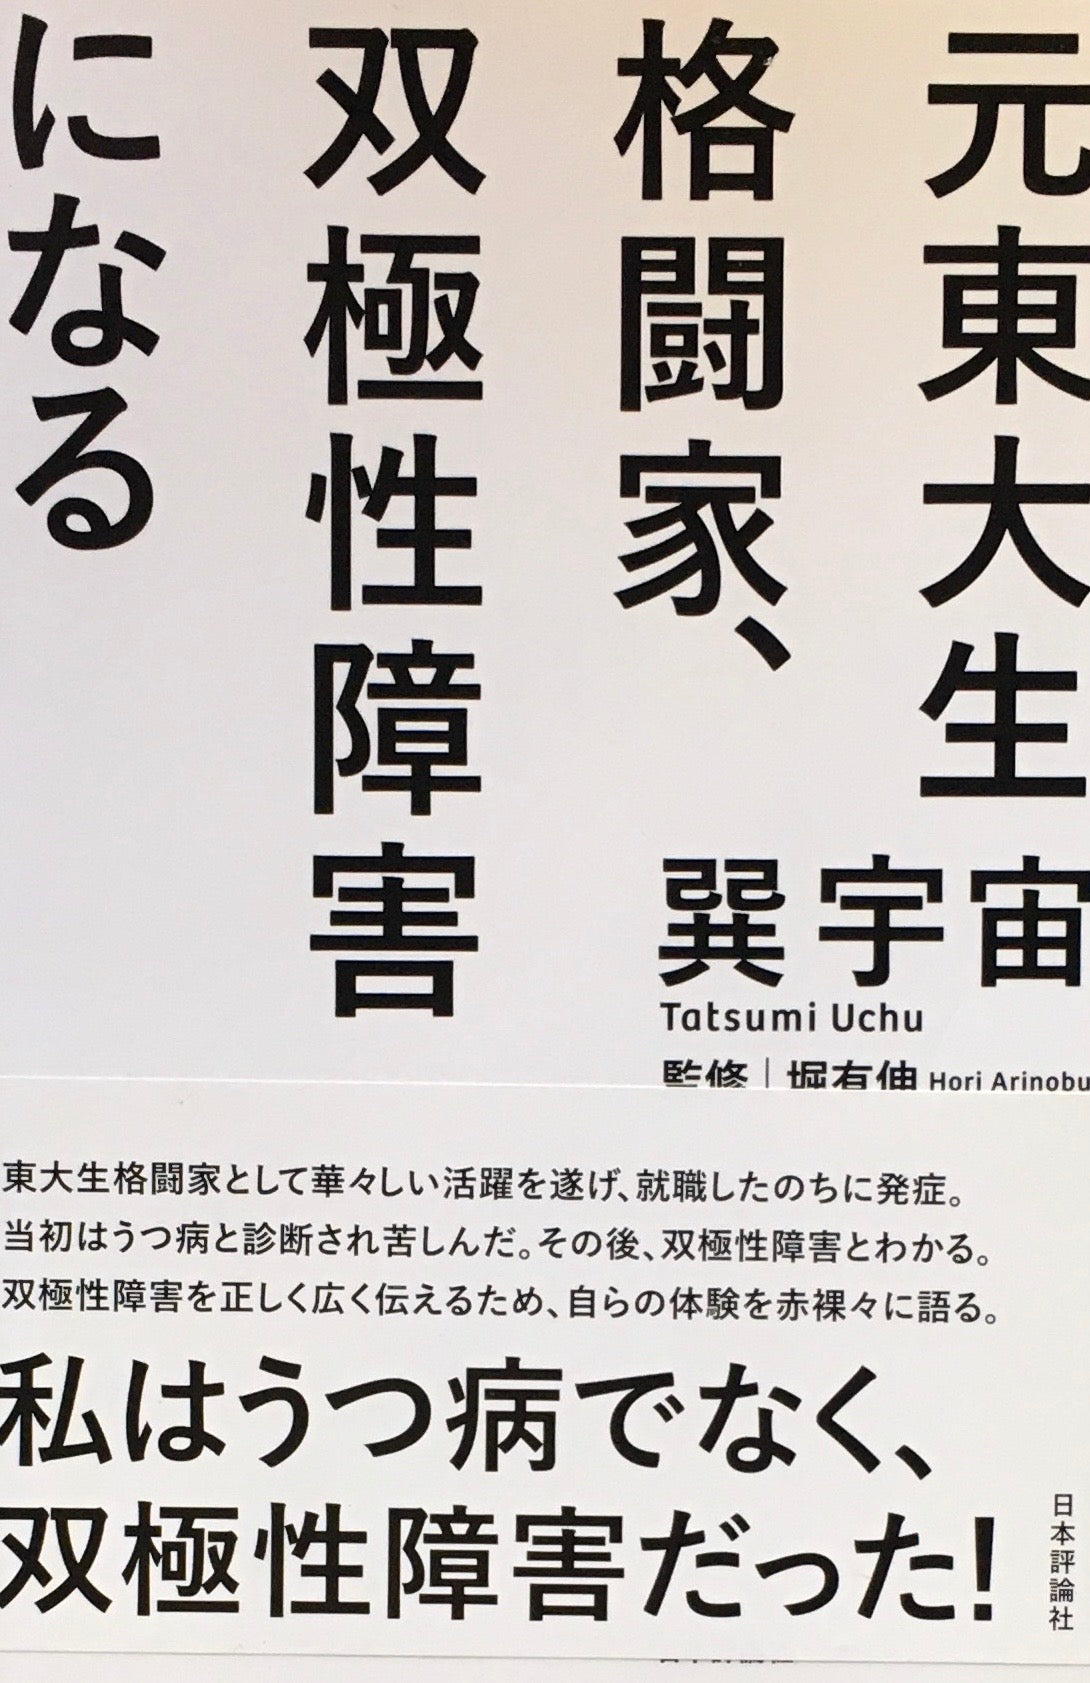 元東大生
格闘家、
双極性障害
になる
巽宇宙
Tatsumi Uchu
監修｜堀有伸 Hori Arinobu
東大生格闘家として華々しい活躍を遂げ、就職したのちに発症。
当初はうつ病と診断され苦しんだ。その後、双極性障害とわかる。
双極性障害を正しく広く伝えるため、自らの体験を赤裸々に語る。
私はうつ病でなく、
双極性障害だった!
日本評論社